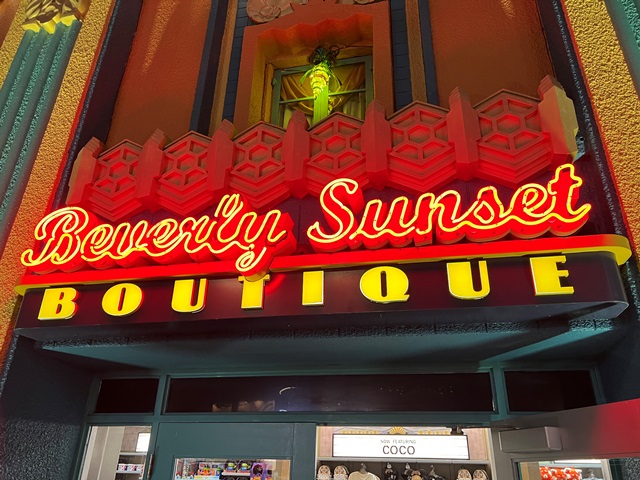 Beverly Sunset
BOUTIQUE
NOW FEATURING
COCO